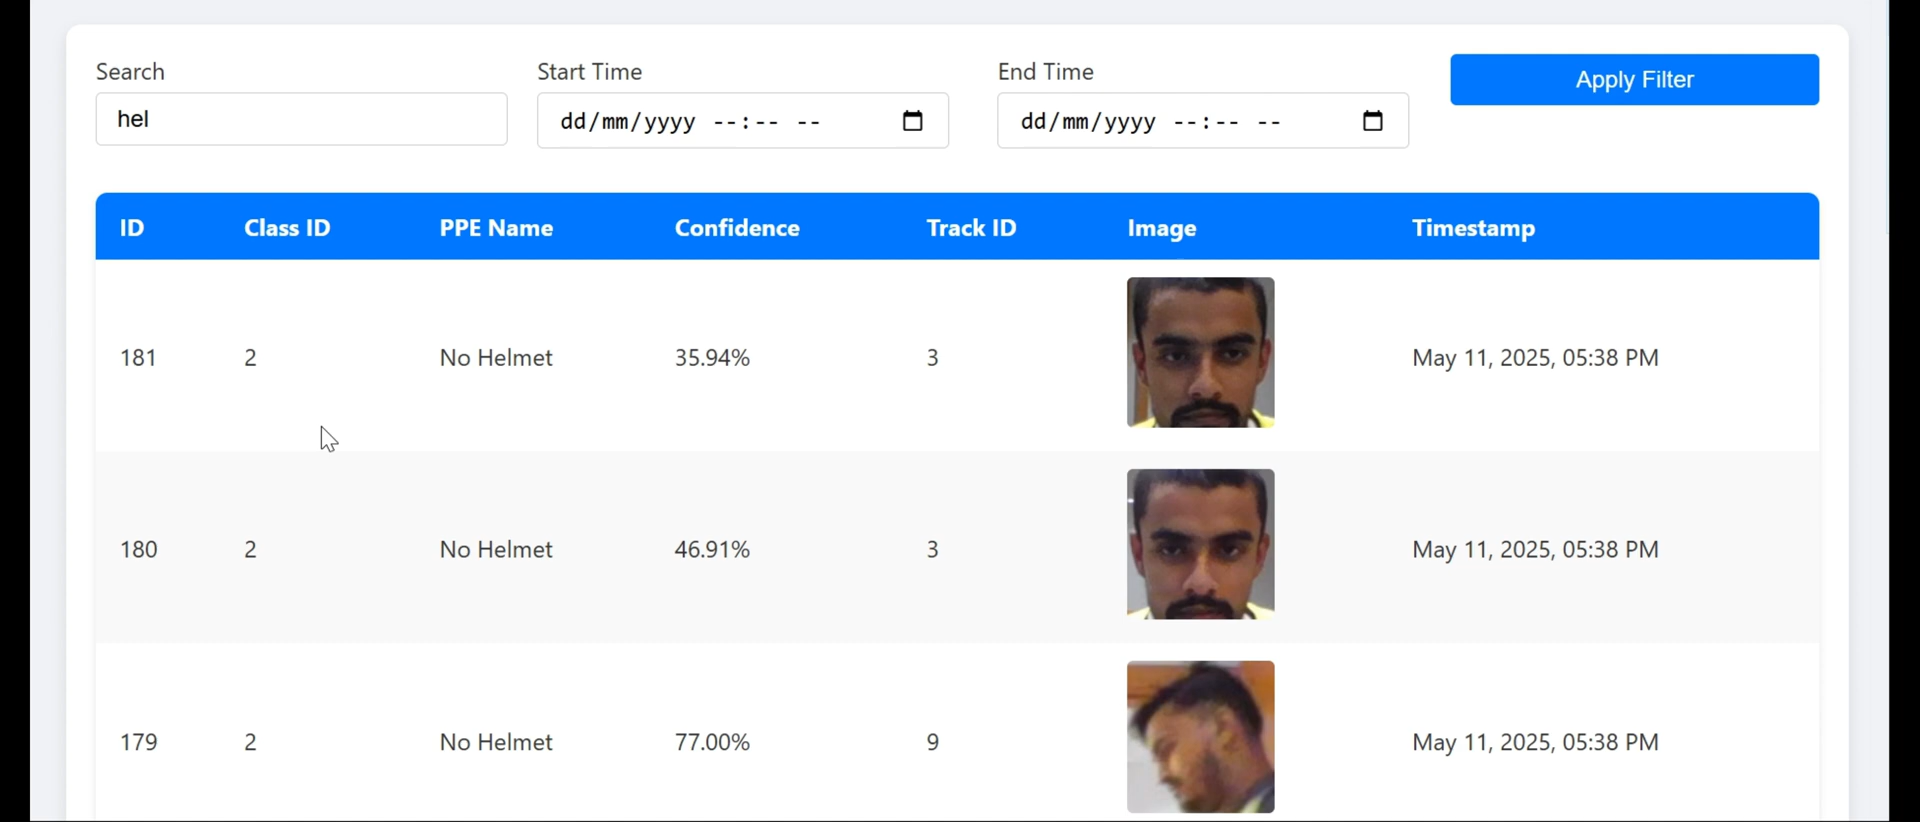 Search Start Time End Time Apply Filter
hel dd/mm/yyyy --:-- -- dd/mm/yyyy --:-- --
ID Class ID PPE Name Confidence Track ID Image Timestamp
181 2 No Helmet 35.94% 3 May 11, 2025, 05:38 PM
180 2 No Helmet 46.91% 3 May 11, 2025, 05:38 PM
179 2 No Helmet 77.00% 9 May 11, 2025, 05:38 PM